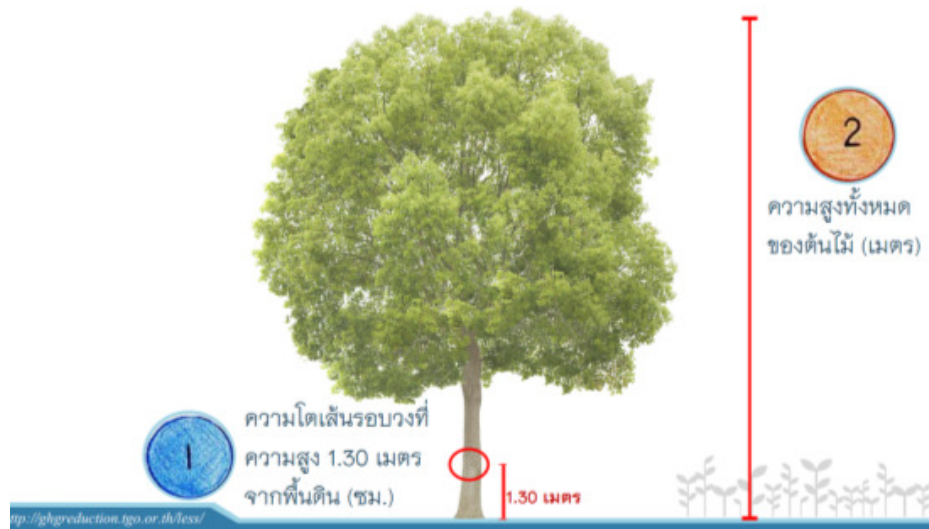 2
ความสูงทั้งหมด
ของต้นไม้ (เมตร)
1
ความโตเส้นรอบวงที่
ความสูง 1.30 เมตร
จากพื้นดิน (ซม.)
1.30 เมตร
ttp://ghgreduction.tgo.or.th/less/